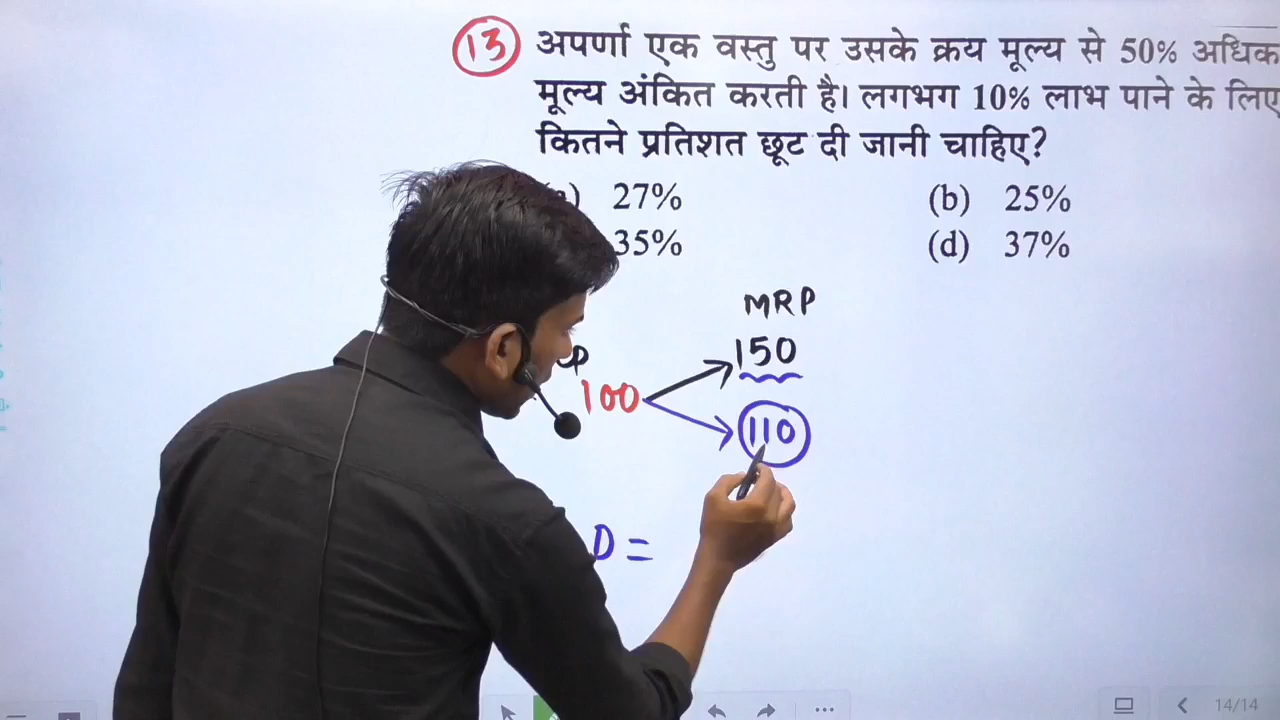 13 अपर्णा एक वस्तु पर उसके क्रय मूल्य से 50% अधिक
मूल्य अंकित करती है। लगभग 10% लाभ पाने के लिए
कितने प्रतिशत छूट दी जानी चाहिए?
27% (b) 25%
35% (d) 37%
MRP
P 150
100
110
D =
14/14